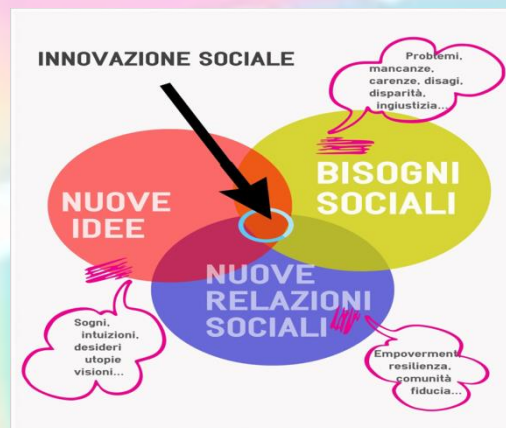 INNOVAZIONE SOCIALE
Problemi,
mancanze,
carenze, disagi,
disparità,
ingiustizia...
BISOGNI
SOCIALI
NUOVE
IDEE
NUOVE
RELAZIONI
SOCIALI
Sogni,
intuizioni,
desideri
utopie
visioni...
Empoverment,
resilienza,
comunità
fiducia...